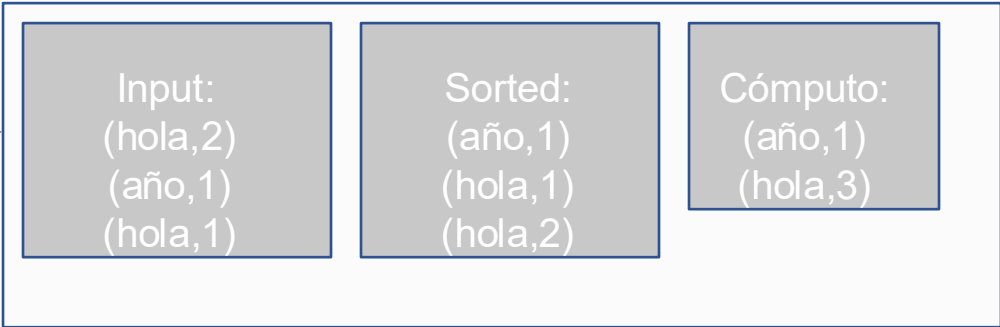 Input:
(hola,2)
(año,1)
(hola,1)
Sorted:
(año,1)
(hola,1)
(hola,2)
Cómputo:
(año,1)
(hola,3)